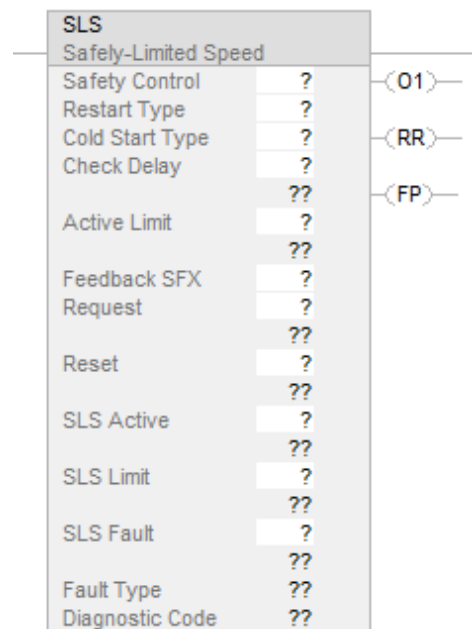 SLS
Safely-Limited Speed
Safety Control ? (O1)
Restart Type ?
Cold Start Type ? (RR)
Check Delay ?
?? (FP)
Active Limit ?
??
Feedback SFX ?
Request ?
??
Reset ?
??
SLS Active ?
??
SLS Limit ?
??
SLS Fault ?
??
Fault Type ??
Diagnostic Code ??